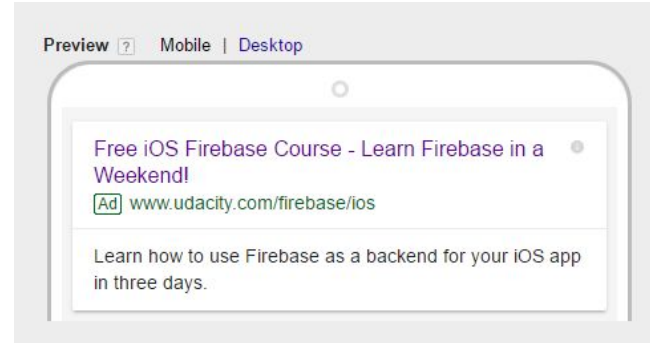 Preview ? Mobile | Desktop
Free iOS Firebase Course - Learn Firebase in a
Weekend!
Ad www.udacity.com/firebase/ios
Learn how to use Firebase as a backend for your iOS app
in three days.